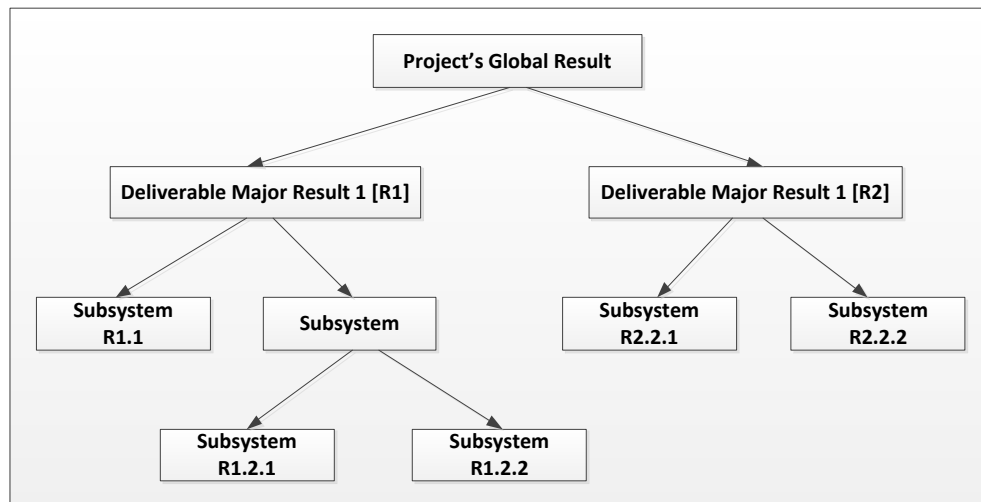 Project's Global Result
Deliverable Major Result 1 [R1]
Deliverable Major Result 1 [R2]
Subsystem
R1.1
Subsystem
Subsystem
R2.2.1
Subsystem
R2.2.2
Subsystem
R1.2.1
Subsystem
R1.2.2